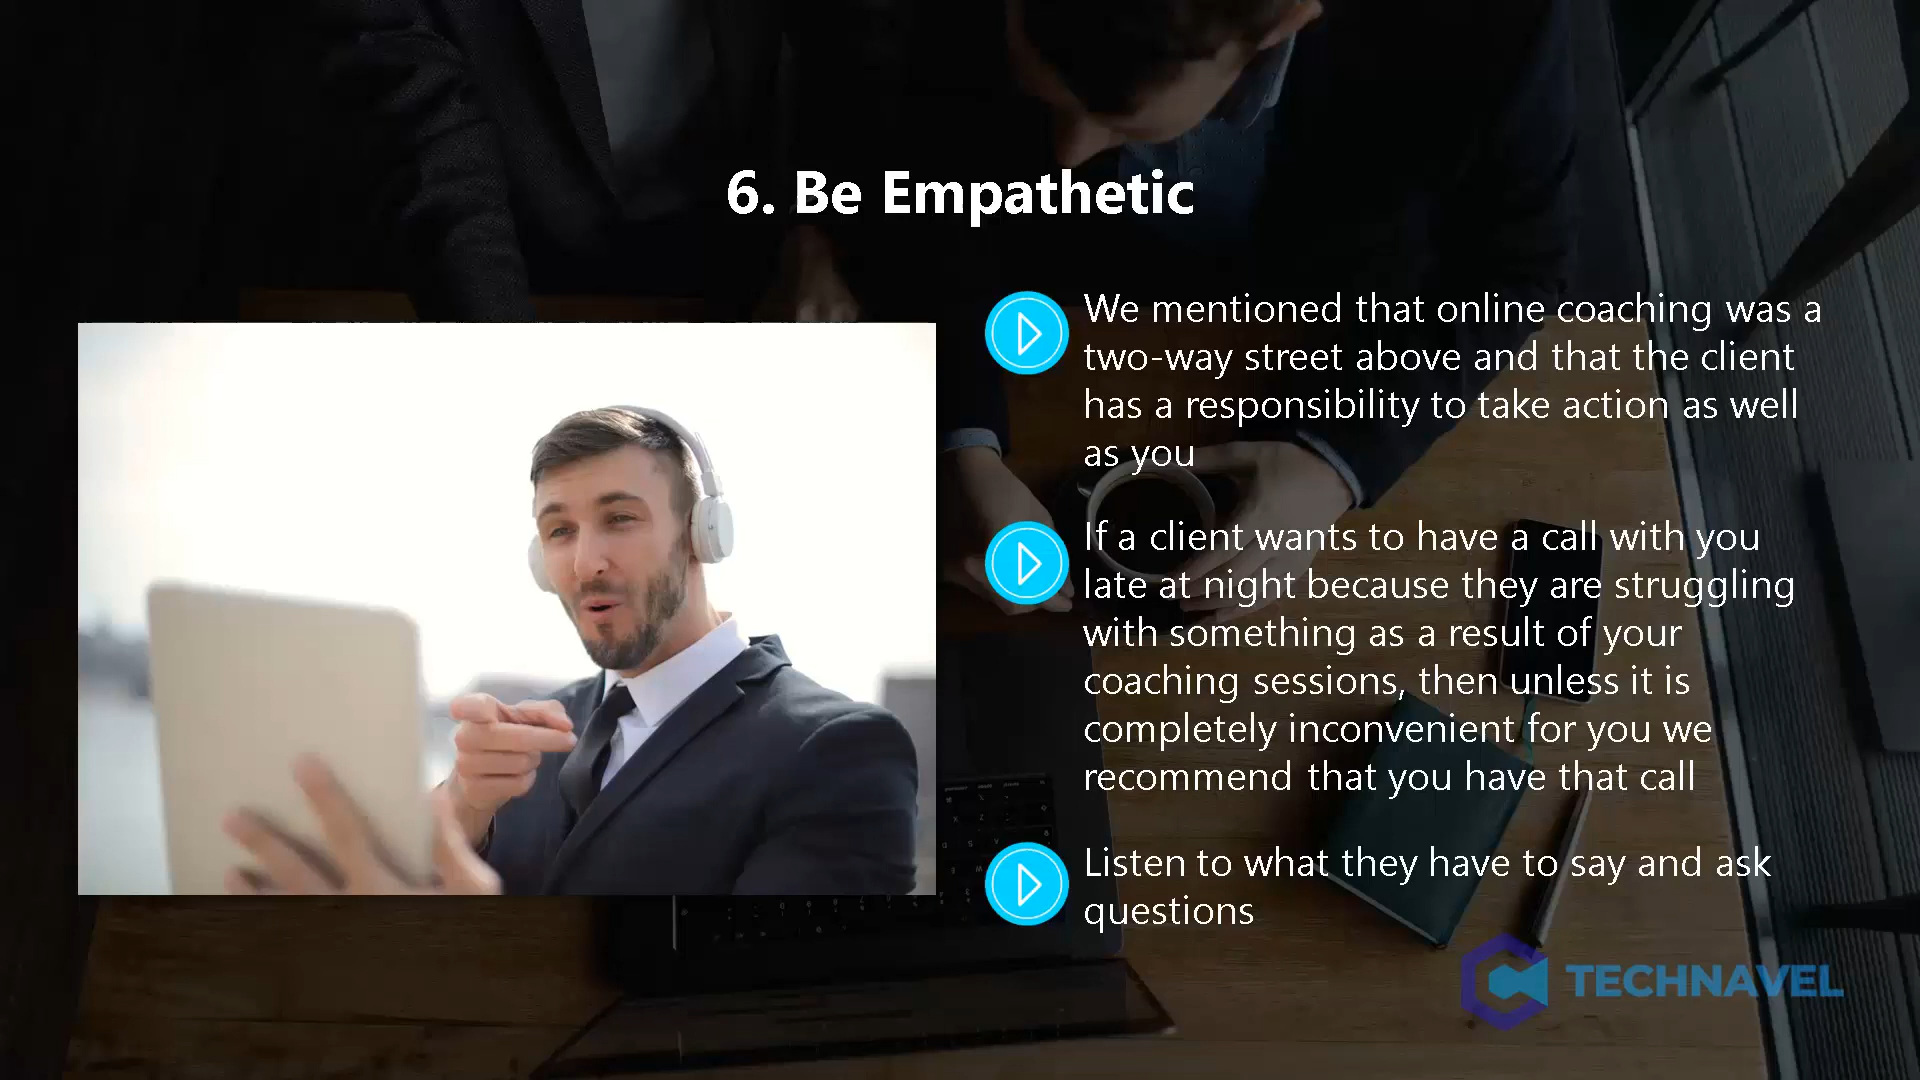 6. Be Empathetic
We mentioned that online coaching was a
two-way street above and that the client
has a responsibility to take action as well
as you
If a client wants to have a call with you
late at night because they are struggling
with something as a result of your
coaching sessions, then unless it is
completely inconvenient for you we
recommend that you have that call
Listen to what they have to say and ask
questions
TECHNAVEL